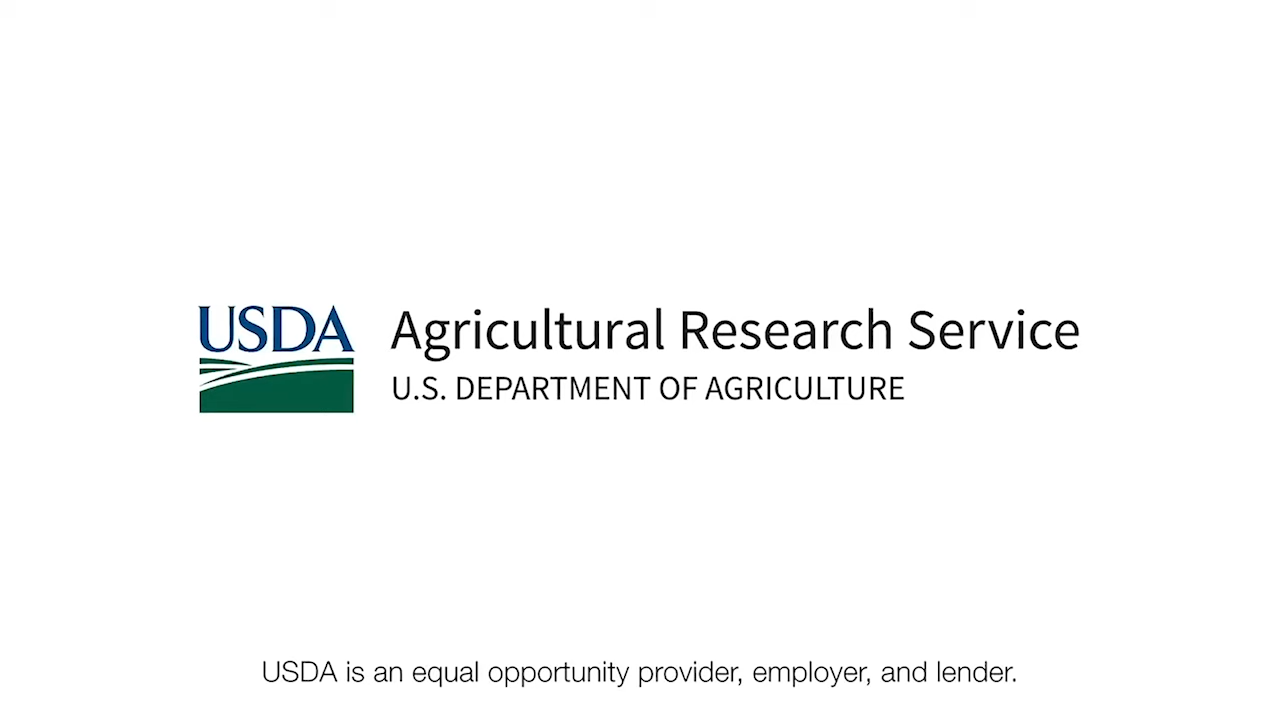 USDA
Agricultural Research Service
U.S. DEPARTMENT OF AGRICULTURE
USDA is an equal opportunity provider, employer, and lender.